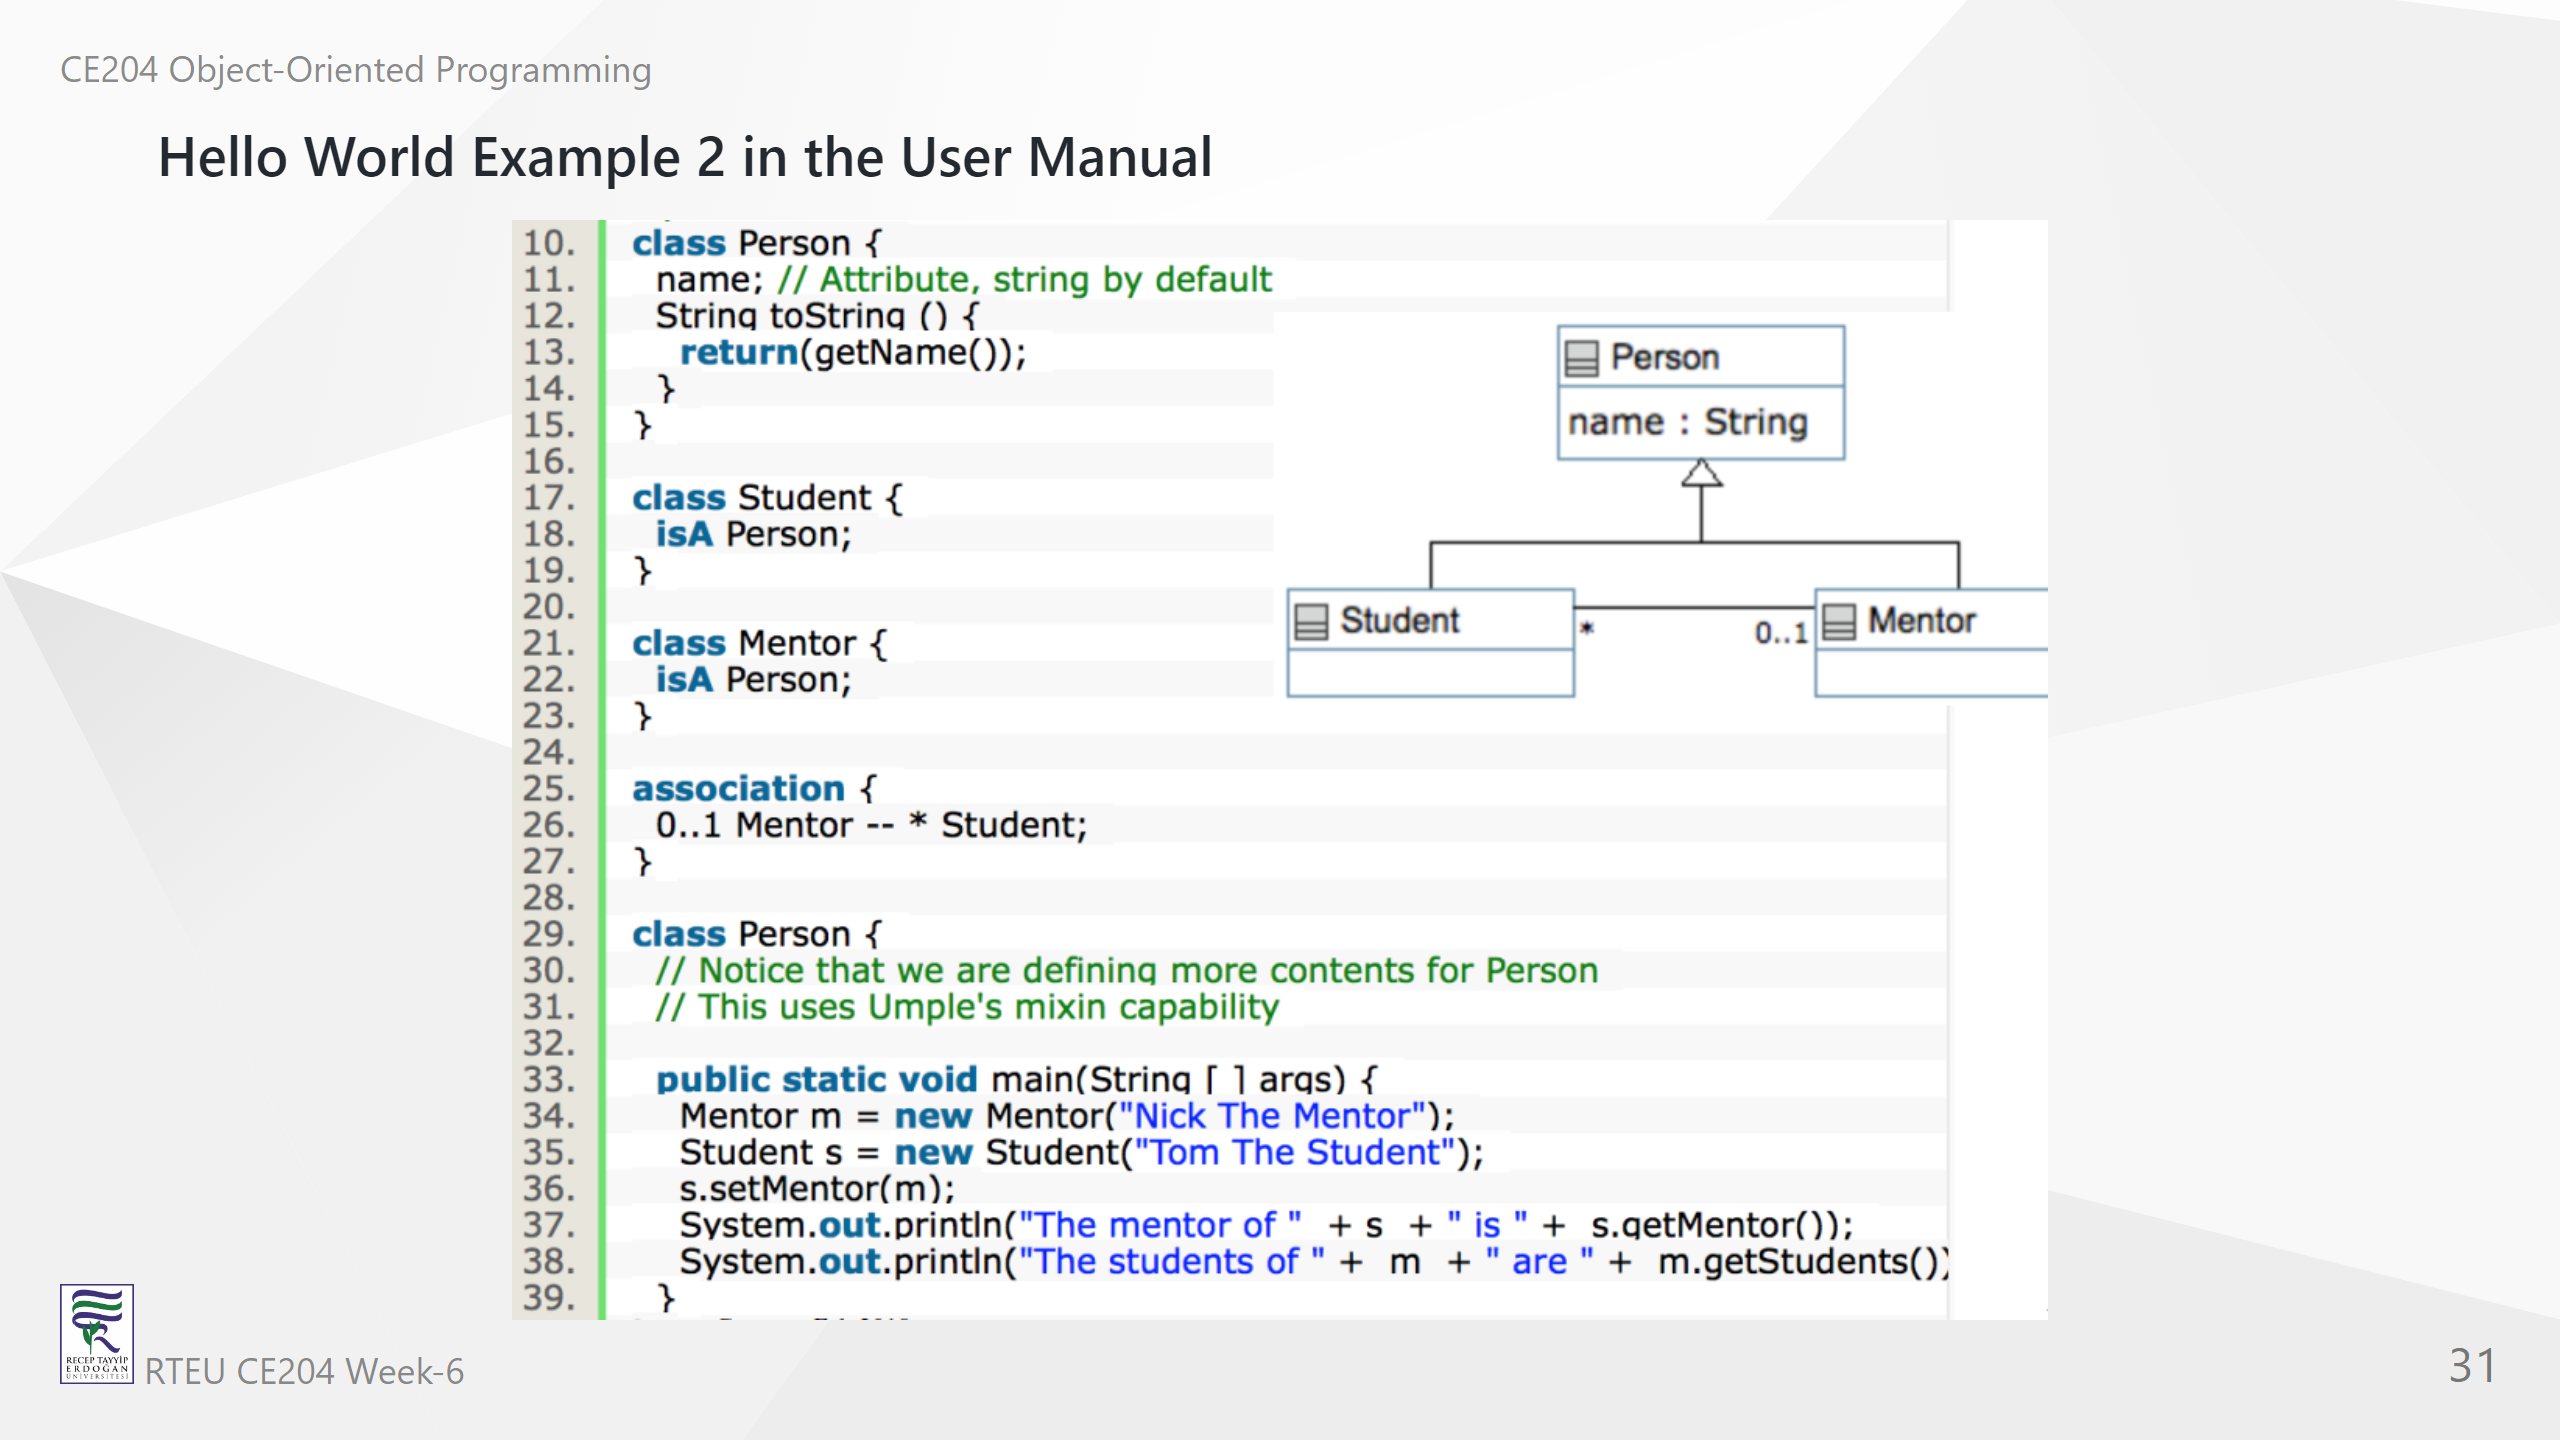 CE204 Object-Oriented Programming
Hello World Example 2 in the User Manual
10. class Person {
11. name; // Attribute, string by default
12. String toString () {
13. return(getName());
14. }
15. }
16.
17. class Student {
18. isA Person;
19. }
20.
21. class Mentor {
22. isA Person;
23. }
24.
25. association {
26. 0..1 Mentor -- * Student;
27. }
28.
29. class Person {
30. // Notice that we are defining more contents for Person
31. // This uses Umple's mixin capability
32.
33. public static void main(String [ ] args) {
34. Mentor m = new Mentor("Nick The Mentor");
35. Student s = new Student("Tom The Student");
36. s.setMentor(m);
37. System.out.println("The mentor of " + s + " is " + s.getMentor());
38. System.out.println("The students of " + m + " are " + m.getStudents())
39. }
Person
name : String
Student
* 0..1
Mentor
RECEP TAYYİP
ERDOĞAN
ÜNİVERSİTESİ
RTEU CE204 Week-6
31